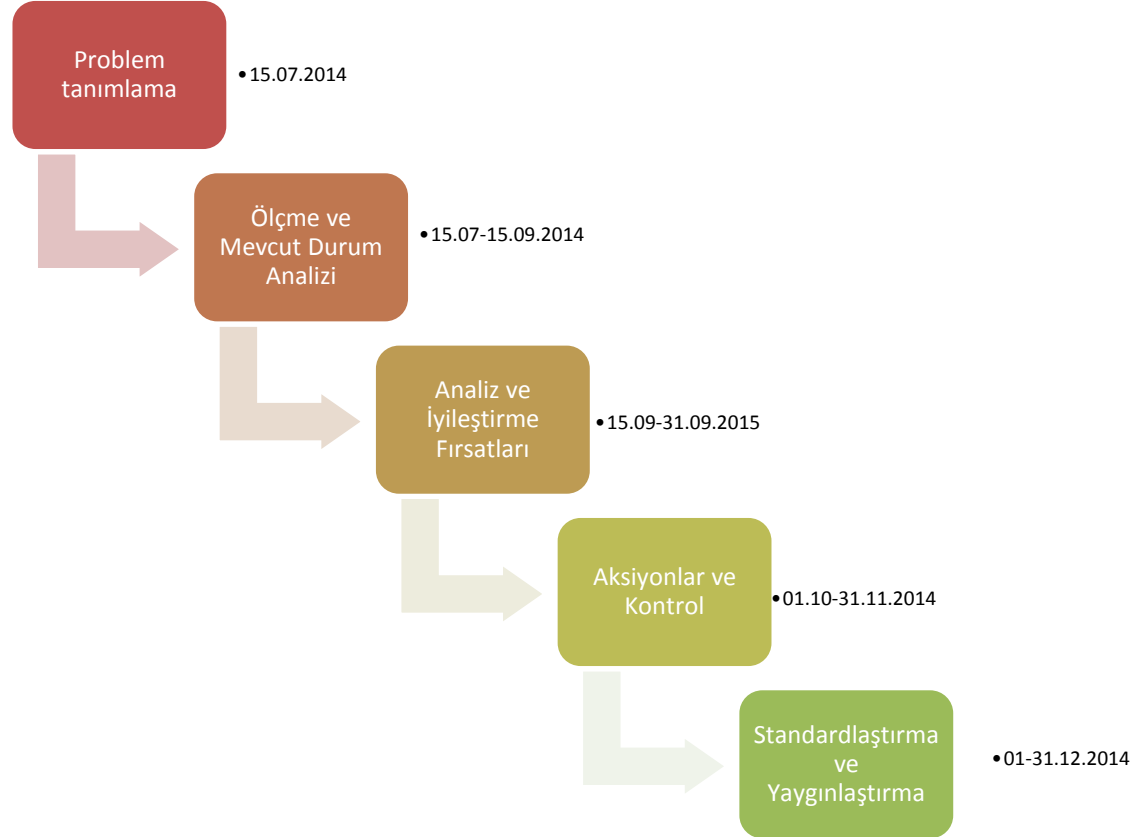 Problem
tanımlama
•15.07.2014
Ölçme ve
Mevcut Durum
Analizi
•15.07-15.09.2014
Analiz ve
İyileştirme
Fırsatları
•15.09-31.09.2015
Aksiyonlar ve
Kontrol
•01.10-31.11.2014
Standardlaştırma
ve
Yaygınlaştırma
•01-31.12.2014